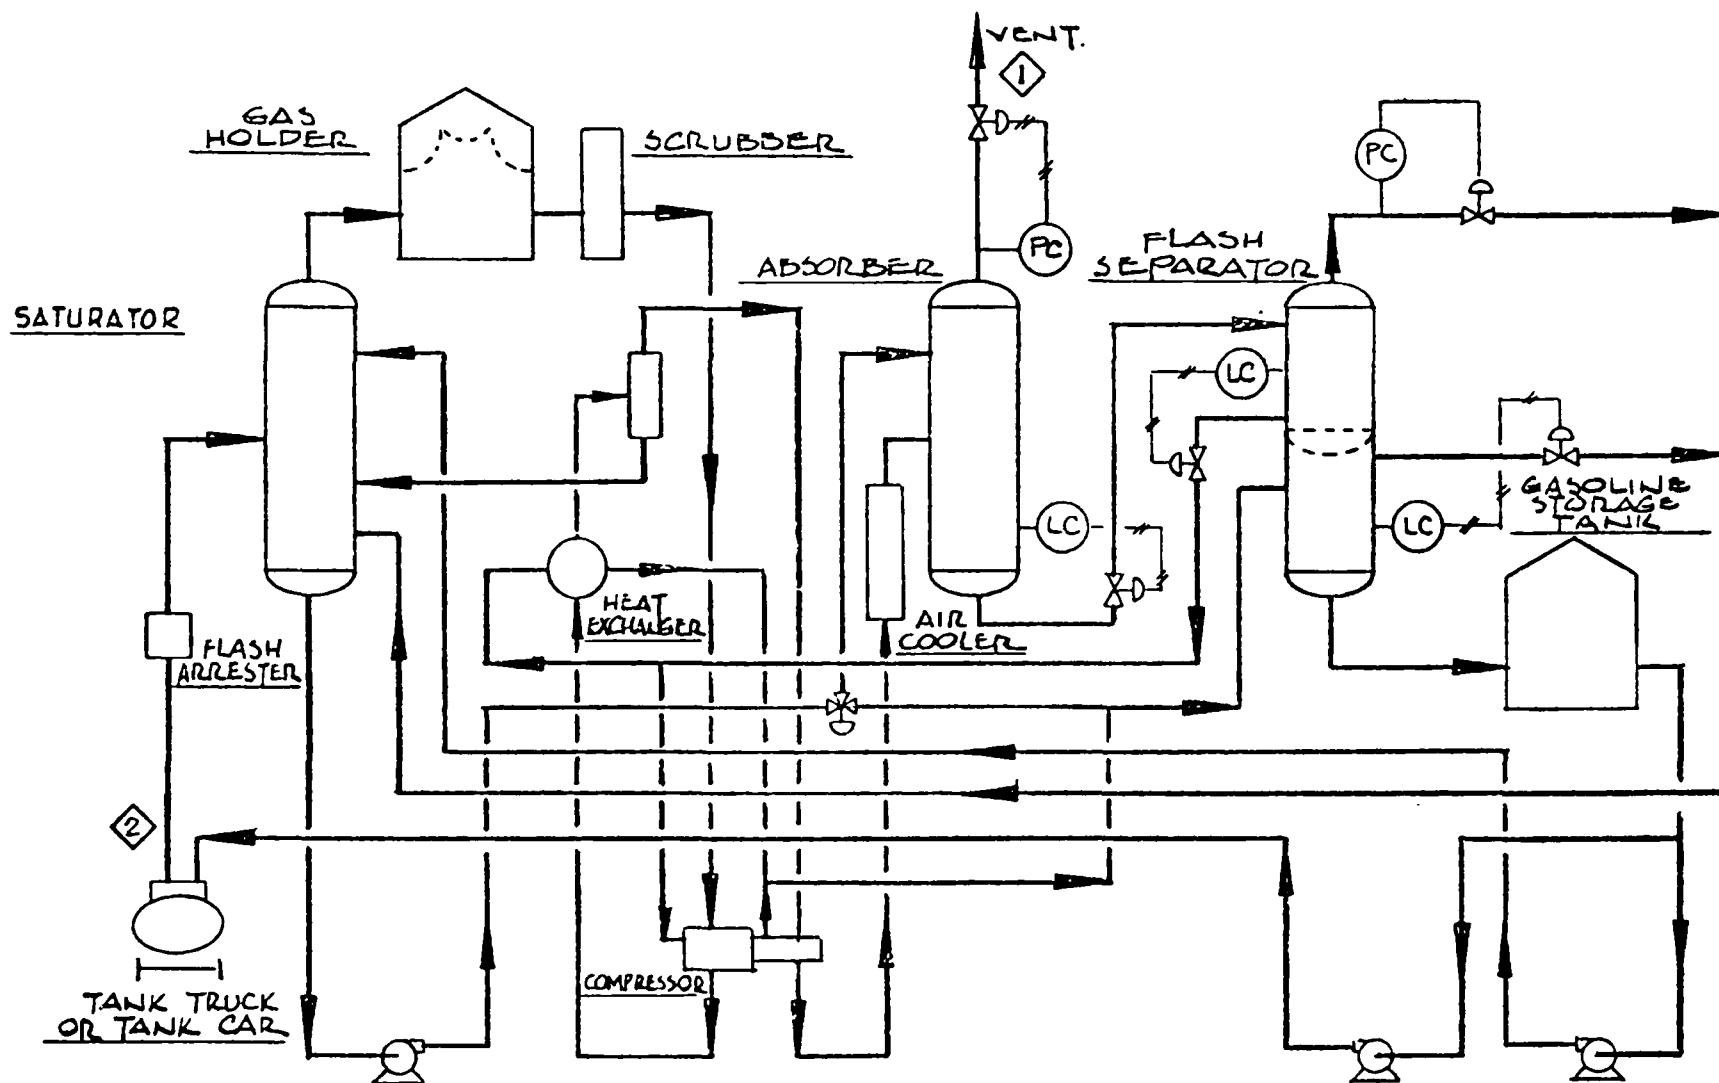 VENT.
1
GAS
HOLDER
SCRUBBER
PC
PC
ABSORBER
FLASH
SEPARATOR
SATURATOR
LC
GASOLINE
STORAGE
TANK
LC
LC
HEAT
EXCHANGER
AIR
COOLER
FLASH
ARRESTER
2
COMPRESSOR
TANK TRUCK
OR TANK CAR